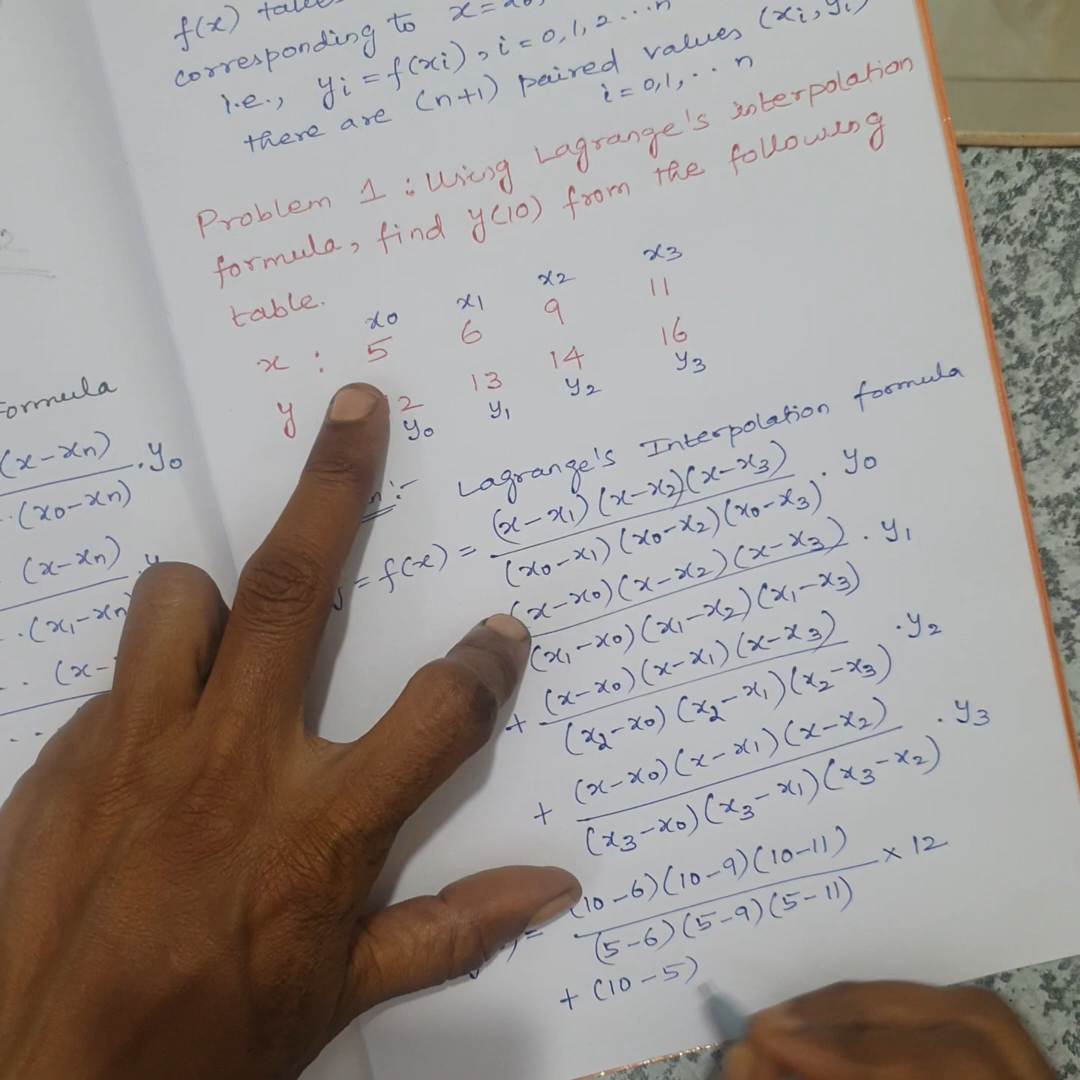 f(x)
corresponding to x = x0,
i.e., yi = f(xi), i = 0, 1, 2 ... n
there are (n+1) paired values (xi, yi)
i = 0, 1, .. n
Problem 1 : Using Lagrange's interpolation
formula, find y(10) from the following
table.
x0 x1 x2 x3
x : 5 6 9 11
y 2 13 14 16
y0 y1 y2 y3
n:- Lagrange's Interpolation formula
= f(x) = (x-x1)(x-x2)(x-x3) . y0
(x0-x1)(x0-x2)(x0-x3)
(x-x0)(x-x2)(x-x3) . y1
(x1-x0)(x1-x2)(x1-x3)
+ (x-x0)(x-x1)(x-x3) . y2
(x2-x0)(x2-x1)(x2-x3)
+ (x-x0)(x-x1)(x-x2) . y3
(x3-x0)(x3-x1)(x3-x2)
= (10-6)(10-9)(10-11) × 12
(5-6)(5-9)(5-11)
+ (10-5)
ormula
(x-xn) . y0
..(x0-xn)
(x-xn) .
..(x1-xn
(x-
..